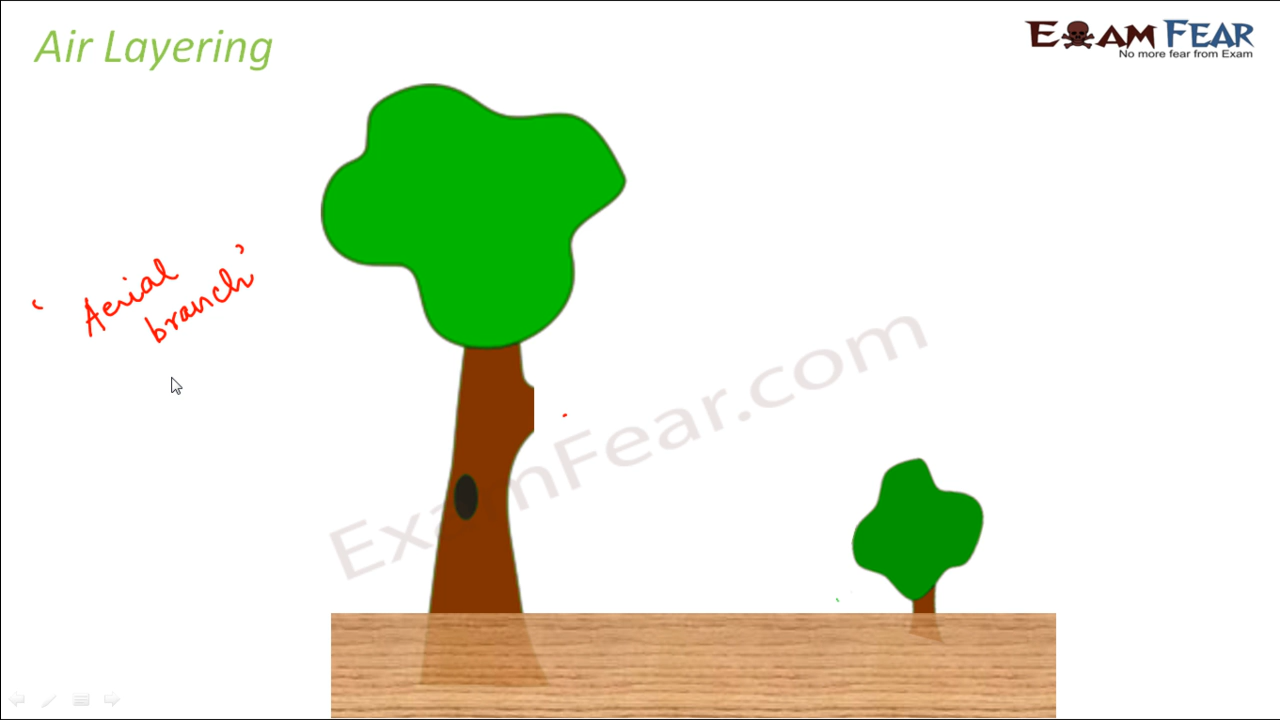 Air Layering
EXAM FEAR
No more fear from Exam
' Aerial
branch '
ExamFear.com